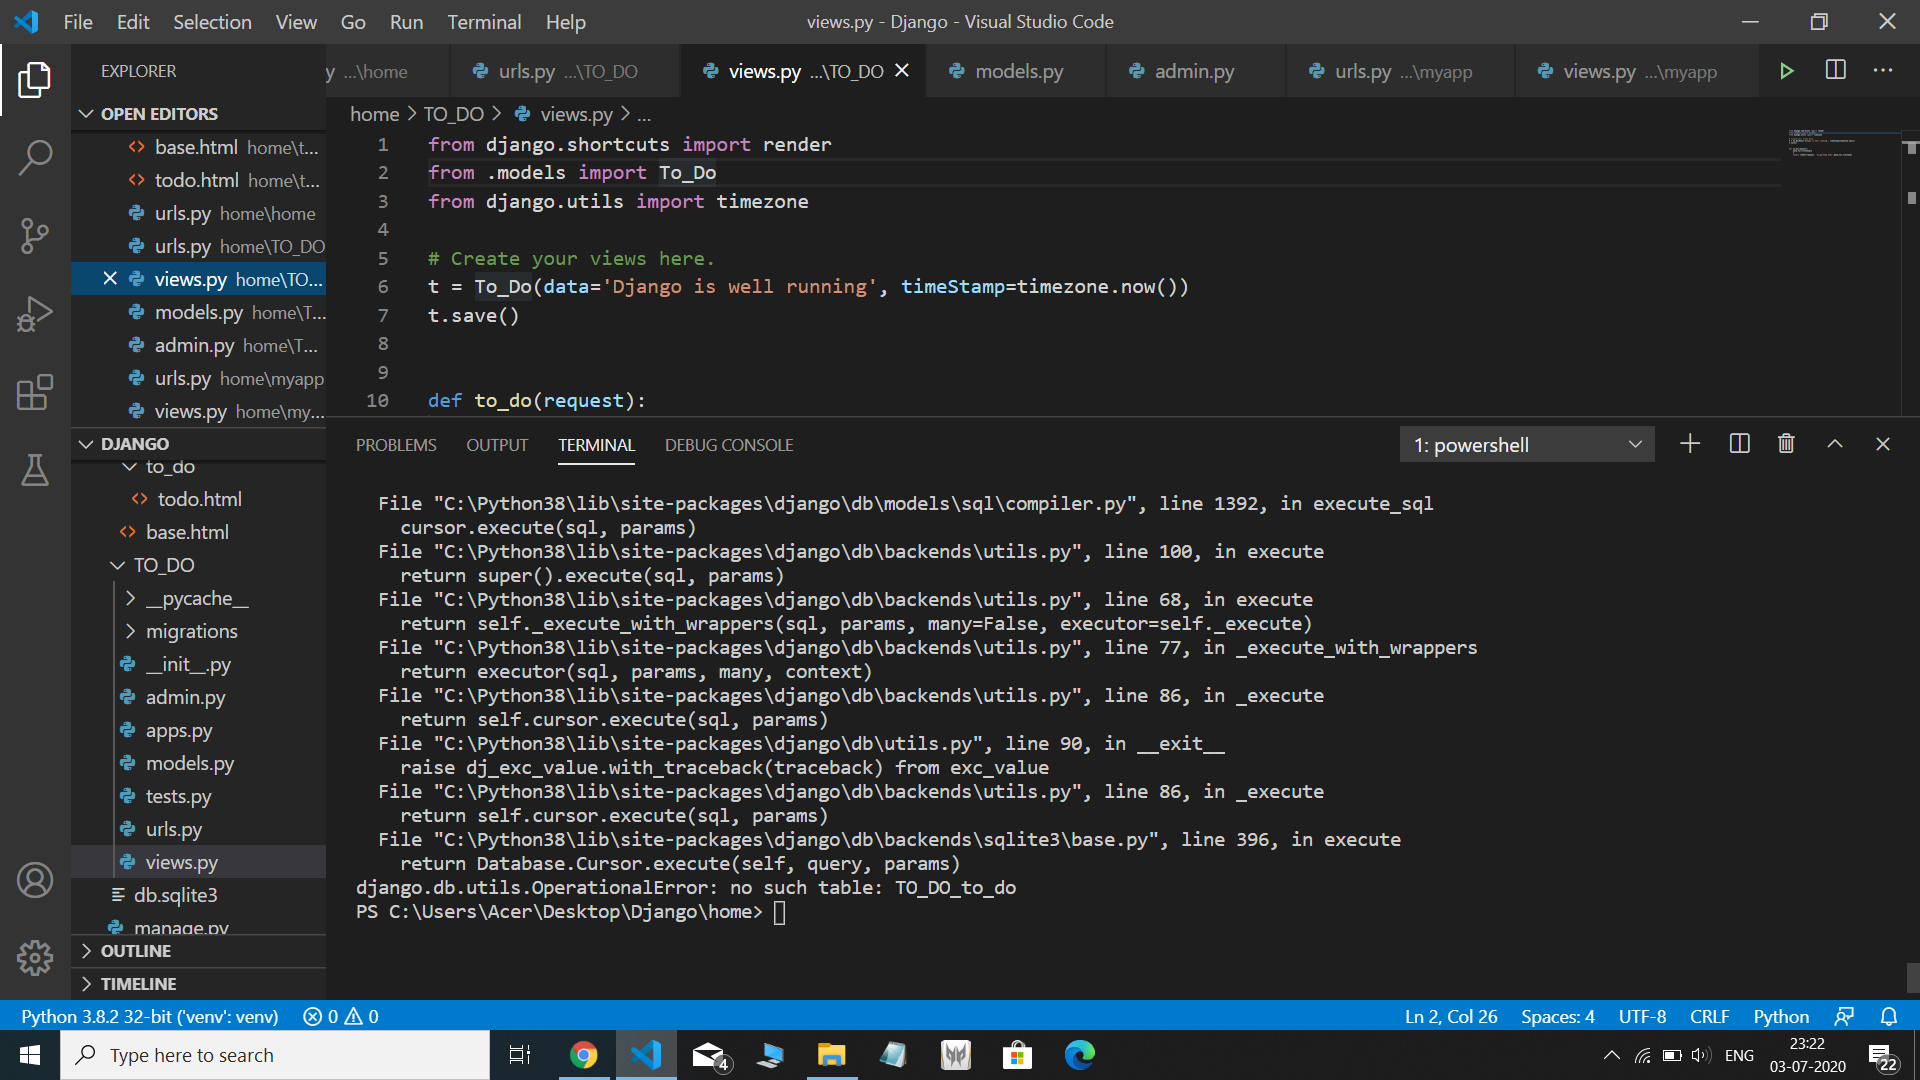 File Edit Selection View Go Run Terminal Help
views.py - Django - Visual Studio Code
EXPLORER
y ...\home
urls.py ...\TO_DO
views.py ...\TO_DO
models.py
admin.py
urls.py ...\myapp
views.py ...\myapp
OPEN EDITORS
base.html home\t...
todo.html home\t...
urls.py home\home
urls.py home\TO_DO
views.py home\TO...
models.py home\T...
admin.py home\T...
urls.py home\myapp
views.py home\my...
DJANGO
to_do
todo.html
base.html
TO_DO
__pycache__
migrations
__init__.py
admin.py
apps.py
models.py
tests.py
urls.py
views.py
db.sqlite3
manage.py
OUTLINE
TIMELINE
home > TO_DO > views.py > ...
1 from django.shortcuts import render
2 from .models import To_Do
3 from django.utils import timezone
4
5 # Create your views here.
6 t = To_Do(data='Django is well running', timeStamp=timezone.now())
7 t.save()
8
9
10 def to_do(request):
PROBLEMS OUTPUT TERMINAL DEBUG CONSOLE
1: powershell
File "C:\Python38\lib\site-packages\django\db\models\sql\compiler.py", line 1392, in execute_sql
cursor.execute(sql, params)
File "C:\Python38\lib\site-packages\django\db\backends\utils.py", line 100, in execute
return super().execute(sql, params)
File "C:\Python38\lib\site-packages\django\db\backends\utils.py", line 68, in execute
return self._execute_with_wrappers(sql, params, many=False, executor=self._execute)
File "C:\Python38\lib\site-packages\django\db\backends\utils.py", line 77, in _execute_with_wrappers
return executor(sql, params, many, context)
File "C:\Python38\lib\site-packages\django\db\backends\utils.py", line 86, in _execute
return self.cursor.execute(sql, params)
File "C:\Python38\lib\site-packages\django\db\utils.py", line 90, in __exit__
raise dj_exc_value.with_traceback(traceback) from exc_value
File "C:\Python38\lib\site-packages\django\db\backends\utils.py", line 86, in _execute
return self.cursor.execute(sql, params)
File "C:\Python38\lib\site-packages\django\db\backends\sqlite3\base.py", line 396, in execute
return Database.Cursor.execute(self, query, params)
django.db.utils.OperationalError: no such table: TO_DO_to_do
PS C:\Users\Acer\Desktop\Django\home>
Python 3.8.2 32-bit ('venv': venv) 0 0
Ln 2, Col 26 Spaces: 4 UTF-8 CRLF Python
Type here to search
4
ENG
23:22
03-07-2020
22